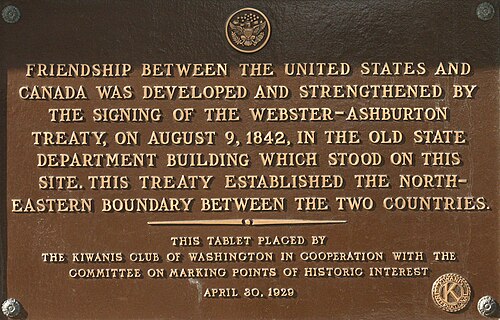 FRIENDSHIP BETWEEN THE UNITED STATES AND
CANADA WAS DEVELOPED AND STRENGTHENED BY
THE SIGNING OF THE WEBSTER-ASHBURTON
TREATY, ON AUGUST 9, 1842, IN THE OLD STATE
DEPARTMENT BUILDING WHICH STOOD ON THIS
SITE. THIS TREATY ESTABLISHED THE NORTH-
EASTERN BOUNDARY BETWEEN THE TWO COUNTRIES.
THIS TABLET PLACED BY
THE KIWANIS CLUB OF WASHINGTON IN COOPERATION WITH THE
COMMITTEE ON MARKING POINTS OF HISTORIC INTEREST
APRIL 30, 1929
K